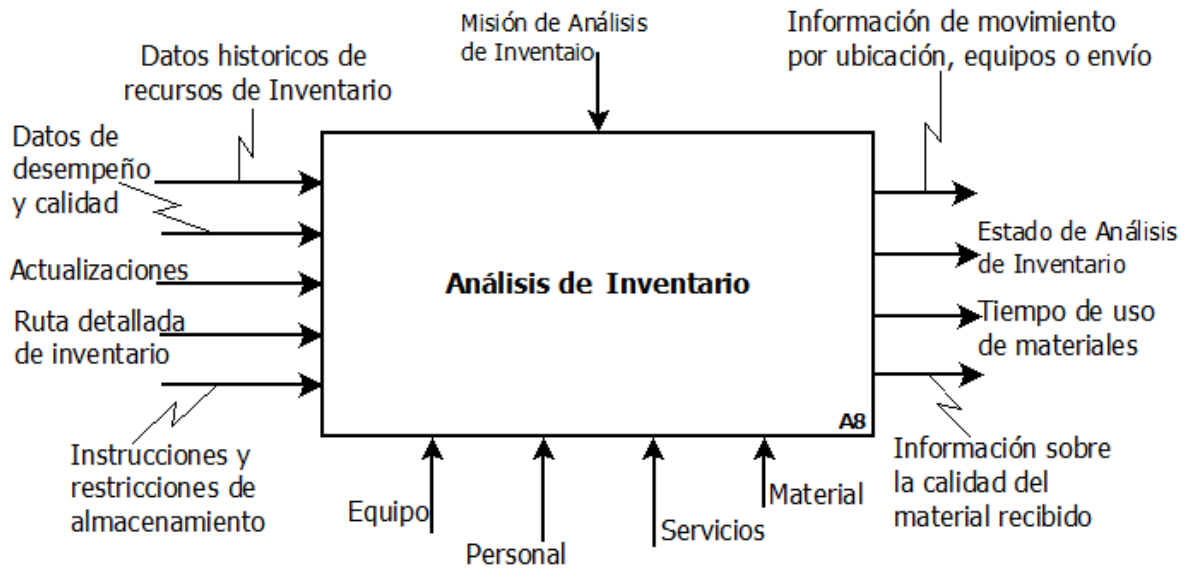 Misión de Análisis
de Inventaio
Información de movimiento
por ubicación, equipos o envío
Datos historicos de
recursos de Inventario
Datos de
desempeño
y calidad
Actualizaciones
Ruta detallada
de inventario
Instrucciones y
restricciones de
almacenamiento
Análisis de Inventario
A8
Estado de Análisis
de Inventario
Tiempo de uso
de materiales
Información sobre
la calidad del
material recibido
Equipo
Personal
Servicios
Material